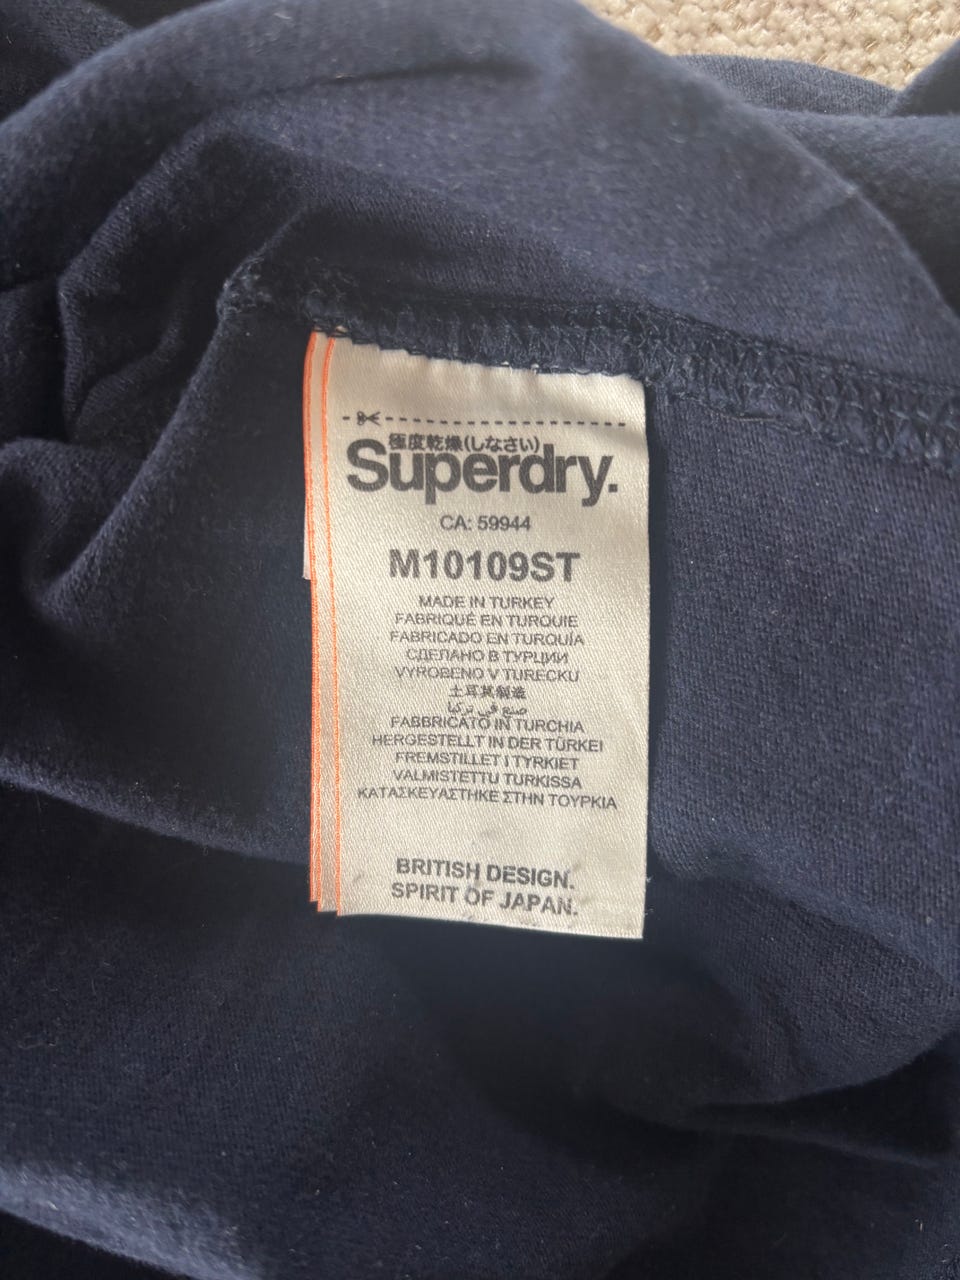 極度乾燥(しなさい)
Superdry.
CA: 59944
M10109ST
MADE IN TURKEY
FABRIQUÉ EN TURQUIE
FABRICADO EN TURQUÍA
СДЕЛАНО В ТУРЦИИ
VYROBENO V TURECKU
土耳其制造
صنع في تركيا
FABBRICATO IN TURCHIA
HERGESTELLT IN DER TÜRKEI
FREMSTILLET I TYRKIET
VALMISTETTU TURKISSA
ΚΑΤΑΣΚΕΥΑΣΤΗΚΕ ΣΤΗΝ ΤΟΥΡΚΙΑ
BRITISH DESIGN.
SPIRIT OF JAPAN.